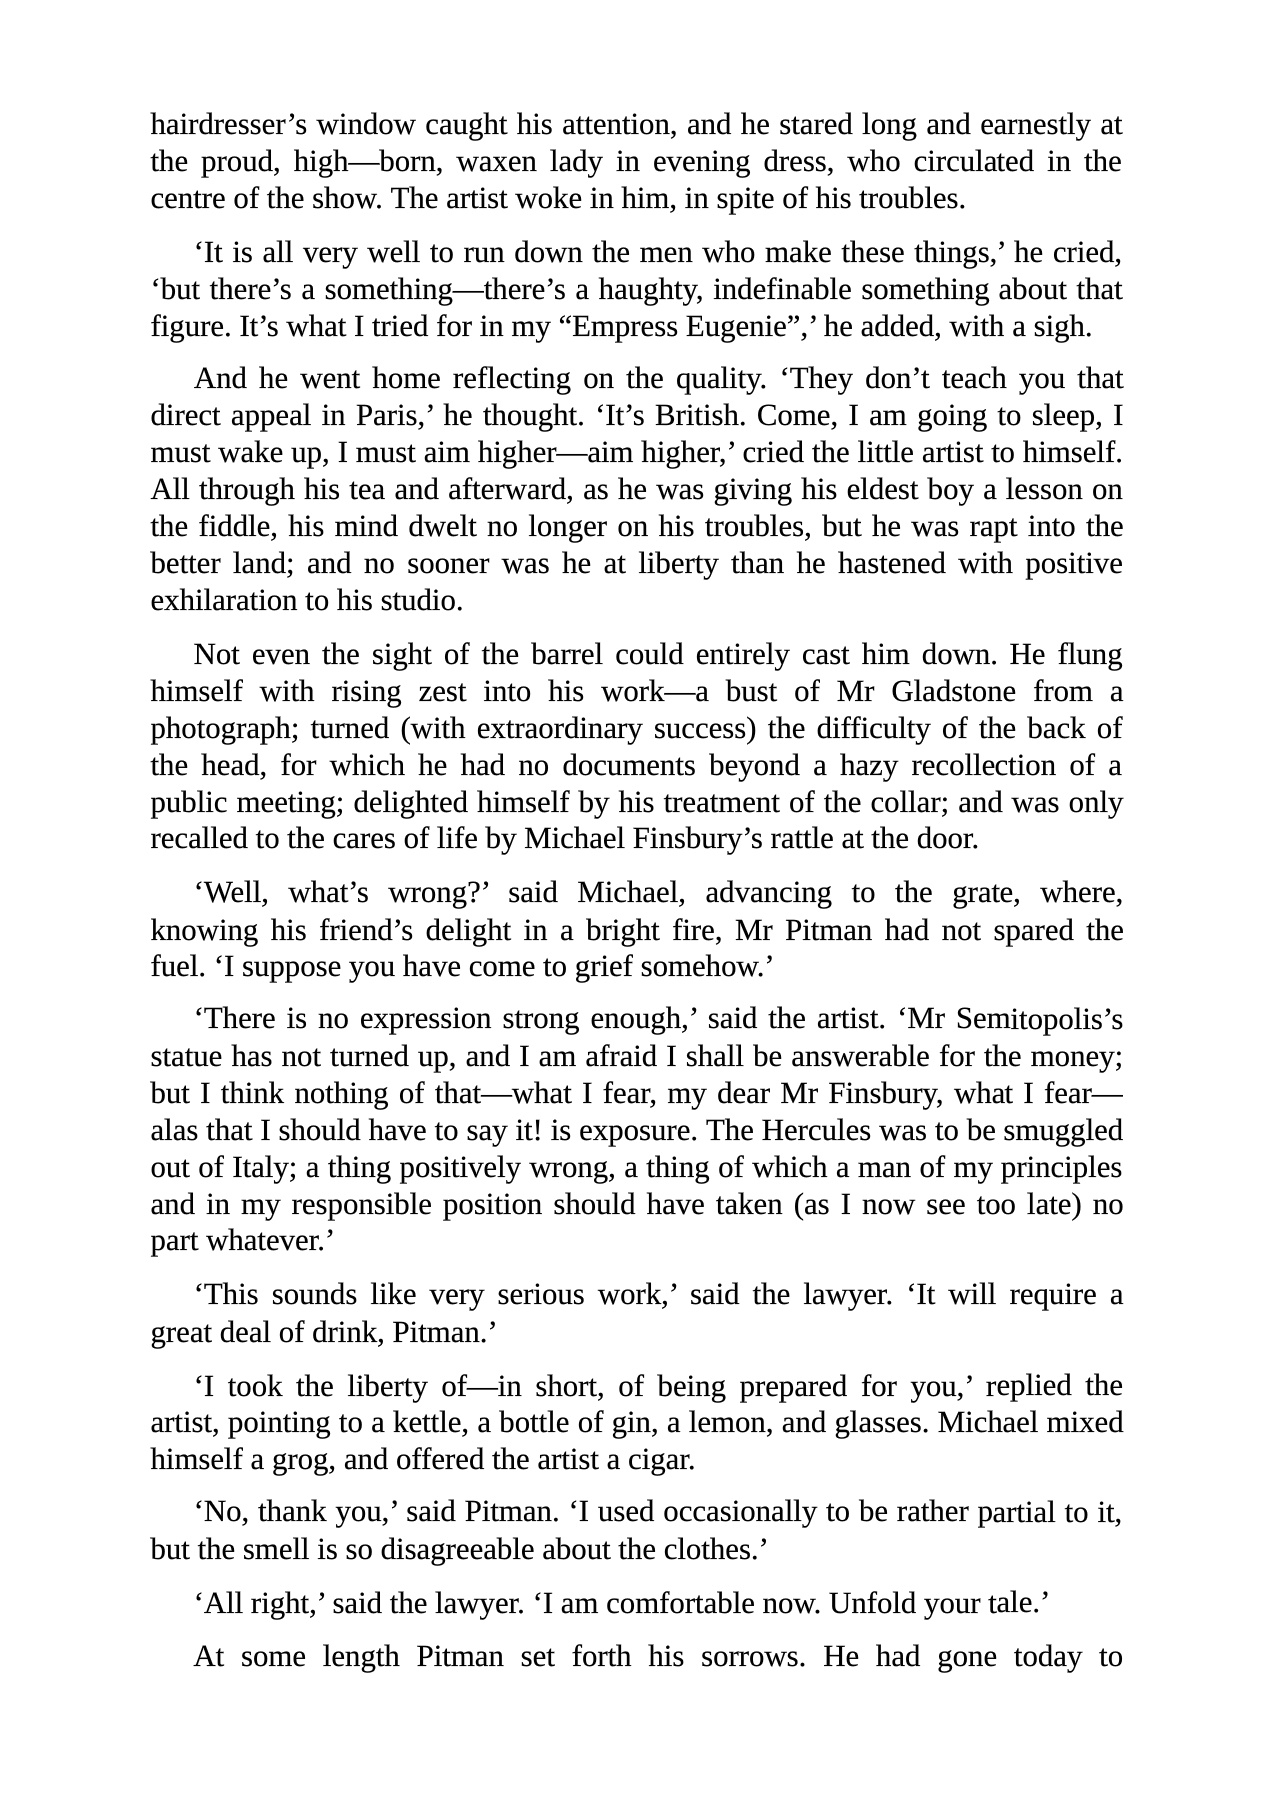 hairdresser’s window caught his attention, and he stared long and earnestly at
the proud, high—born, waxen lady in evening dress, who circulated in the
centre of the show. The artist woke in him, in spite of his troubles.
‘It is all very well to run down the men who make these things,’ he cried,
‘but there’s a something—there’s a haughty, indefinable something about that
figure. It’s what I tried for in my “Empress Eugenie”,’ he added, with a sigh.
And he went home reflecting on the quality. ‘They don’t teach you that
direct appeal in Paris,’ he thought. ‘It’s British. Come, I am going to sleep, I
must wake up, I must aim higher—aim higher,’ cried the little artist to himself.
All through his tea and afterward, as he was giving his eldest boy a lesson on
the fiddle, his mind dwelt no longer on his troubles, but he was rapt into the
better land; and no sooner was he at liberty than he hastened with positive
exhilaration to his studio.
Not even the sight of the barrel could entirely cast him down. He flung
himself with rising zest into his work—a bust of Mr Gladstone from a
photograph; turned (with extraordinary success) the difficulty of the back of
the head, for which he had no documents beyond a hazy recollection of a
public meeting; delighted himself by his treatment of the collar; and was only
recalled to the cares of life by Michael Finsbury’s rattle at the door.
‘Well, what’s wrong?’ said Michael, advancing to the grate, where,
knowing his friend’s delight in a bright fire, Mr Pitman had not spared the
fuel. ‘I suppose you have come to grief somehow.’
‘There is no expression strong enough,’ said the artist. ‘Mr Semitopolis’s
statue has not turned up, and I am afraid I shall be answerable for the money;
but I think nothing of that—what I fear, my dear Mr Finsbury, what I fear—
alas that I should have to say it! is exposure. The Hercules was to be smuggled
out of Italy; a thing positively wrong, a thing of which a man of my principles
and in my responsible position should have taken (as I now see too late) no
part whatever.’
‘This sounds like very serious work,’ said the lawyer. ‘It will require a
great deal of drink, Pitman.’
‘I took the liberty of—in short, of being prepared for you,’ replied the
artist, pointing to a kettle, a bottle of gin, a lemon, and glasses. Michael mixed
himself a grog, and offered the artist a cigar.
‘No, thank you,’ said Pitman. ‘I used occasionally to be rather partial to it,
but the smell is so disagreeable about the clothes.’
‘All right,’ said the lawyer. ‘I am comfortable now. Unfold your tale.’
At some length Pitman set forth his sorrows. He had gone today to